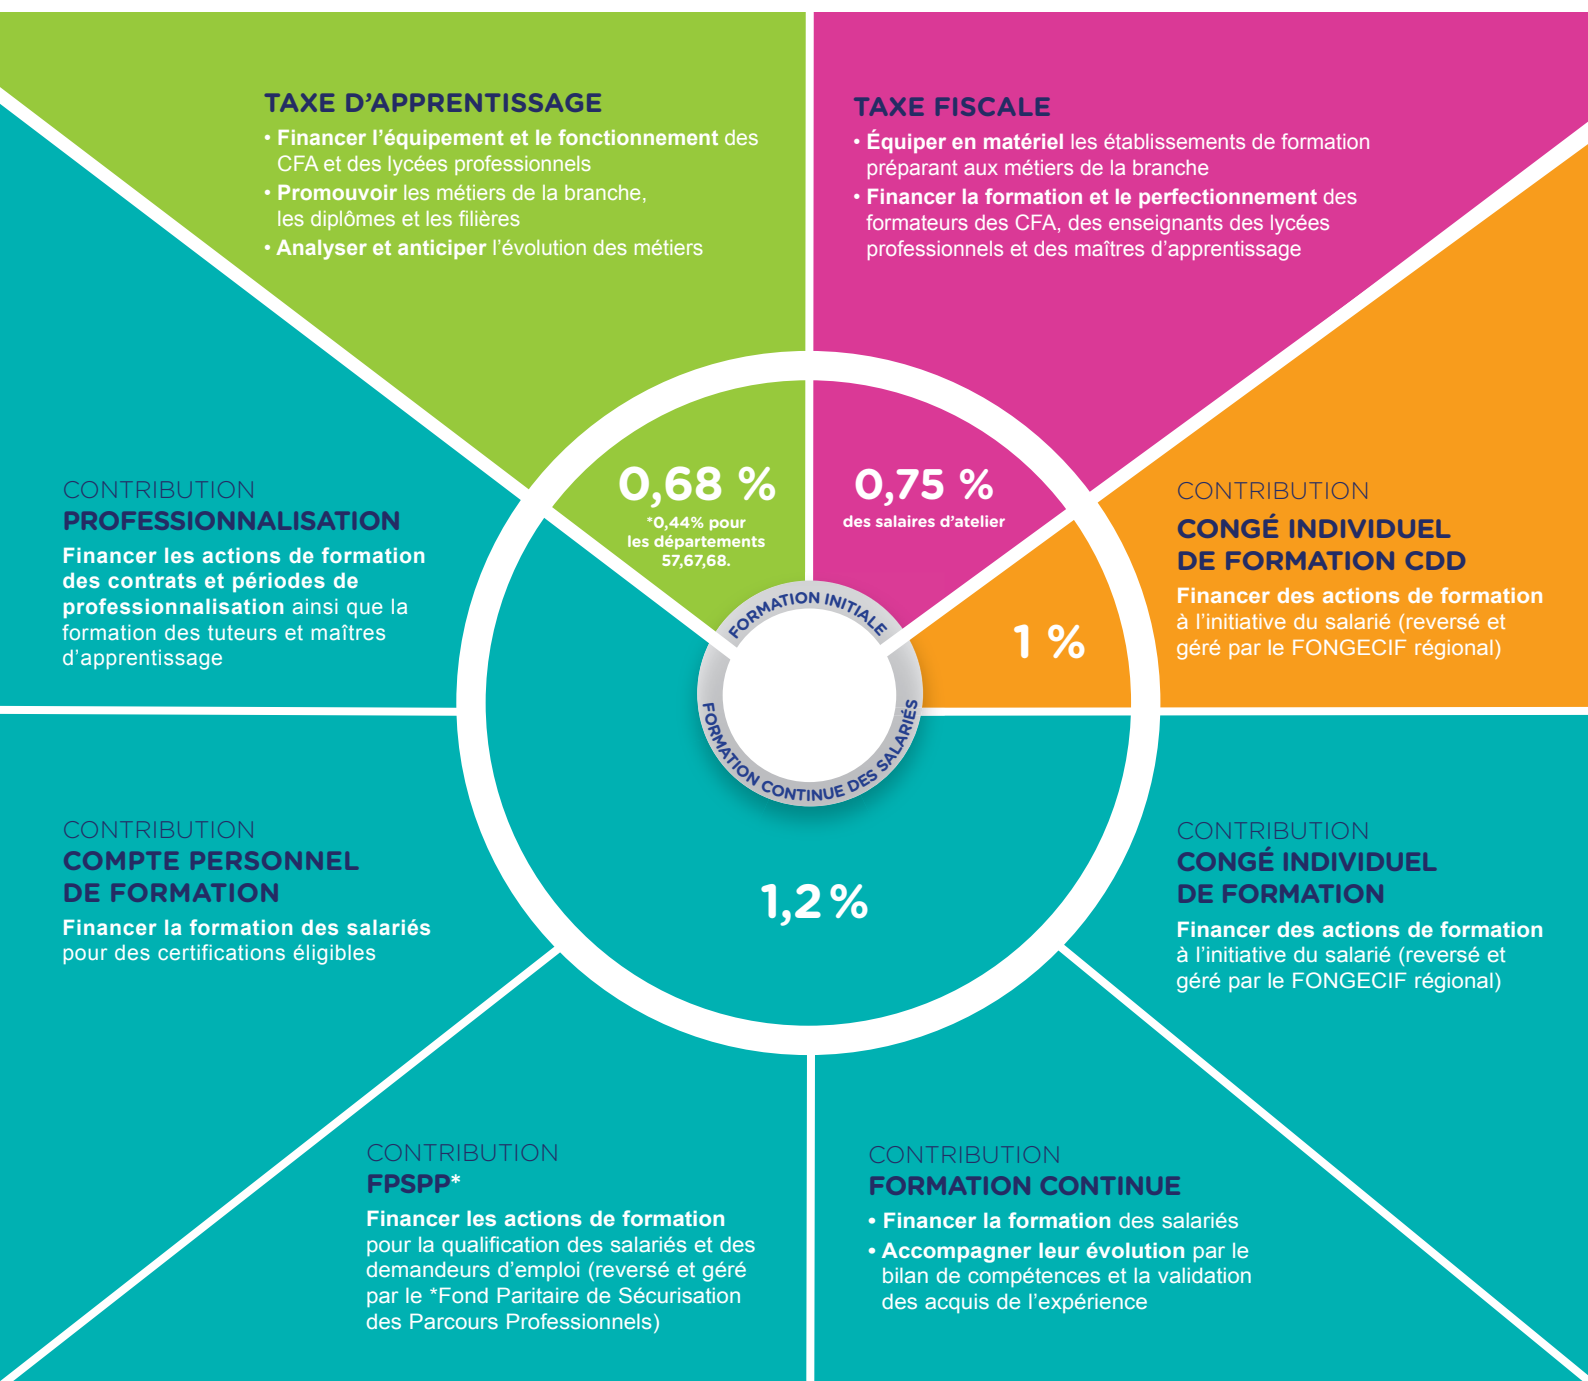 TAXE D'APPRENTISSAGE
• Financer l'équipement et le fonctionnement des
CFA et des lycées professionnels
• Promouvoir les métiers de la branche,
les diplômes et les filières
• Analyser et anticiper l'évolution des métiers
TAXE FISCALE
• Équiper en matériel les établissements de formation
préparant aux métiers de la branche
• Financer la formation et le perfectionnement des
formateurs des CFA, des enseignants des lycées
professionnels et des maîtres d'apprentissage
0,68 %
*0,44% pour
les départements
57,67,68.
0,75 %
des salaires d'atelier
CONTRIBUTION
PROFESSIONNALISATION
Financer les actions de formation
des contrats et périodes de
professionnalisation ainsi que la
formation des tuteurs et maîtres
d'apprentissage
CONTRIBUTION
CONGÉ INDIVIDUEL
DE FORMATION CDD
Financer des actions de formation
à l'initiative du salarié (reversé et
géré par le FONGECIF régional)
1 %
FORMATION INITIALE
FORMATION CONTINUE DES SALARIÉS
1,2 %
CONTRIBUTION
COMPTE PERSONNEL
DE FORMATION
Financer la formation des salariés
pour des certifications éligibles
CONTRIBUTION
CONGÉ INDIVIDUEL
DE FORMATION
Financer des actions de formation
à l'initiative du salarié (reversé et
géré par le FONGECIF régional)
CONTRIBUTION
FPSPP*
Financer les actions de formation
pour la qualification des salariés et des
demandeurs d'emploi (reversé et géré
par le *Fond Paritaire de Sécurisation
des Parcours Professionnels)
CONTRIBUTION
FORMATION CONTINUE
• Financer la formation des salariés
• Accompagner leur évolution par le
bilan de compétences et la validation
des acquis de l'expérience